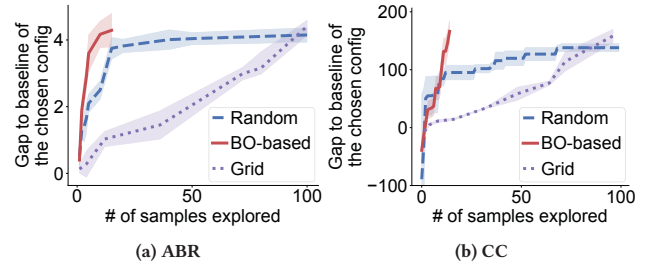 Gap to baseline of
the chosen config
4
2
0
0
50
100
# of samples explored
Random
BO-based
Grid
(a) ABR
Gap to baseline of
the chosen config
200
100
0
−100
0
50
100
# of samples explored
Random
BO-based
Grid
(b) CC